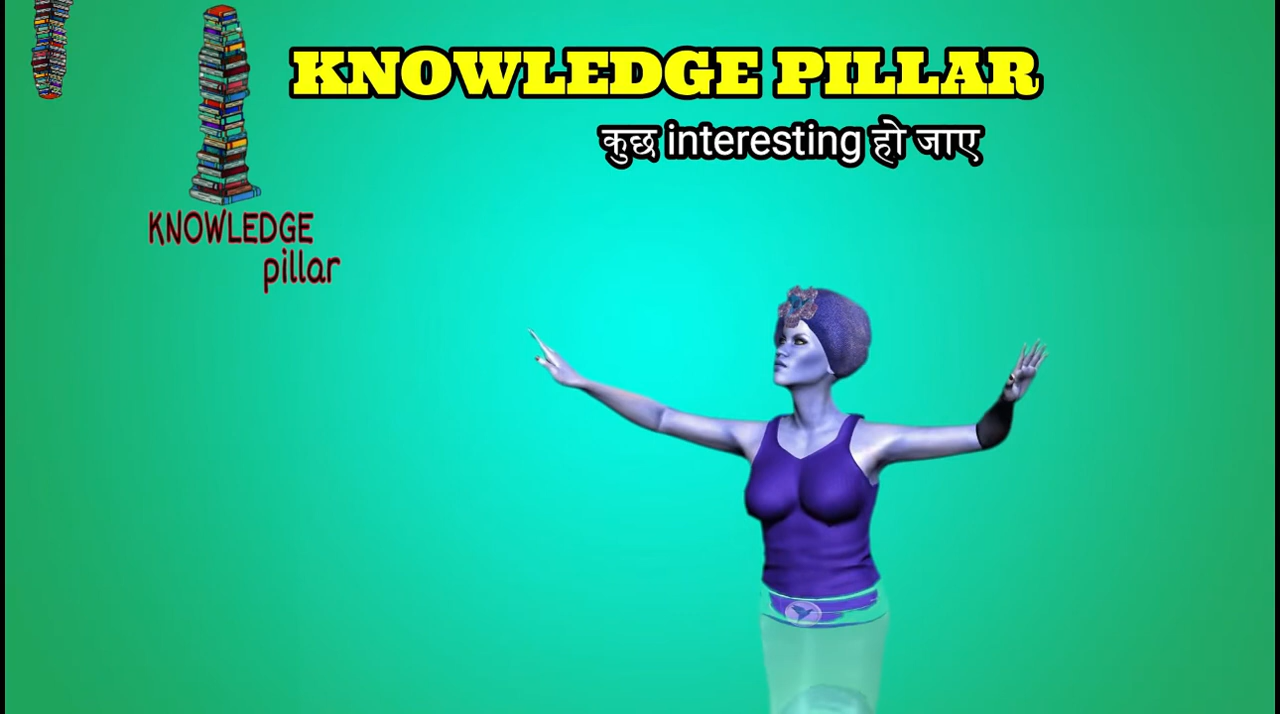 KNOWLEDGE PILLAR
कुछ interesting हो जाए
KNOWLEDGE
pillar